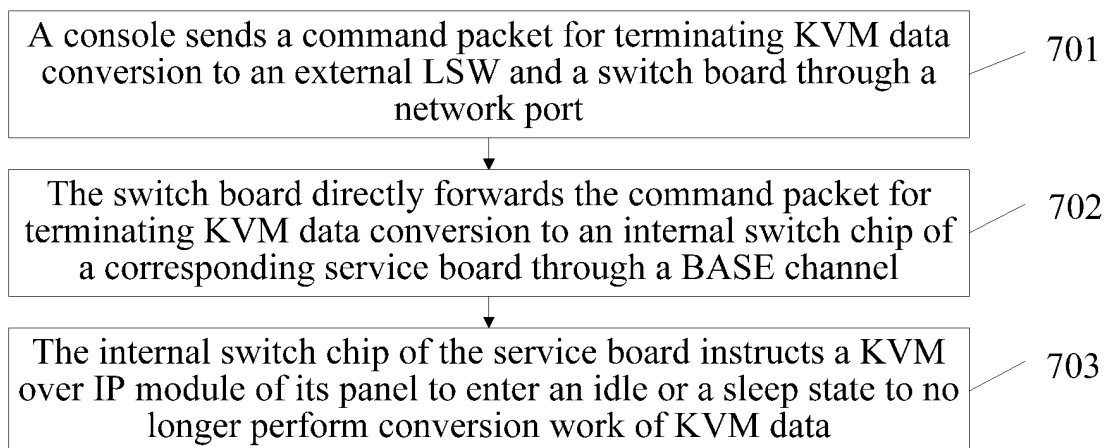 A console sends a command packet for terminating KVM data
conversion to an external LSW and a switch board through a
network port
701
The switch board directly forwards the command packet for
terminating KVM data conversion to an internal switch chip of
a corresponding service board through a BASE channel
702
The internal switch chip of the service board instructs a KVM
over IP module of its panel to enter an idle or a sleep state to no
longer perform conversion work of KVM data
703